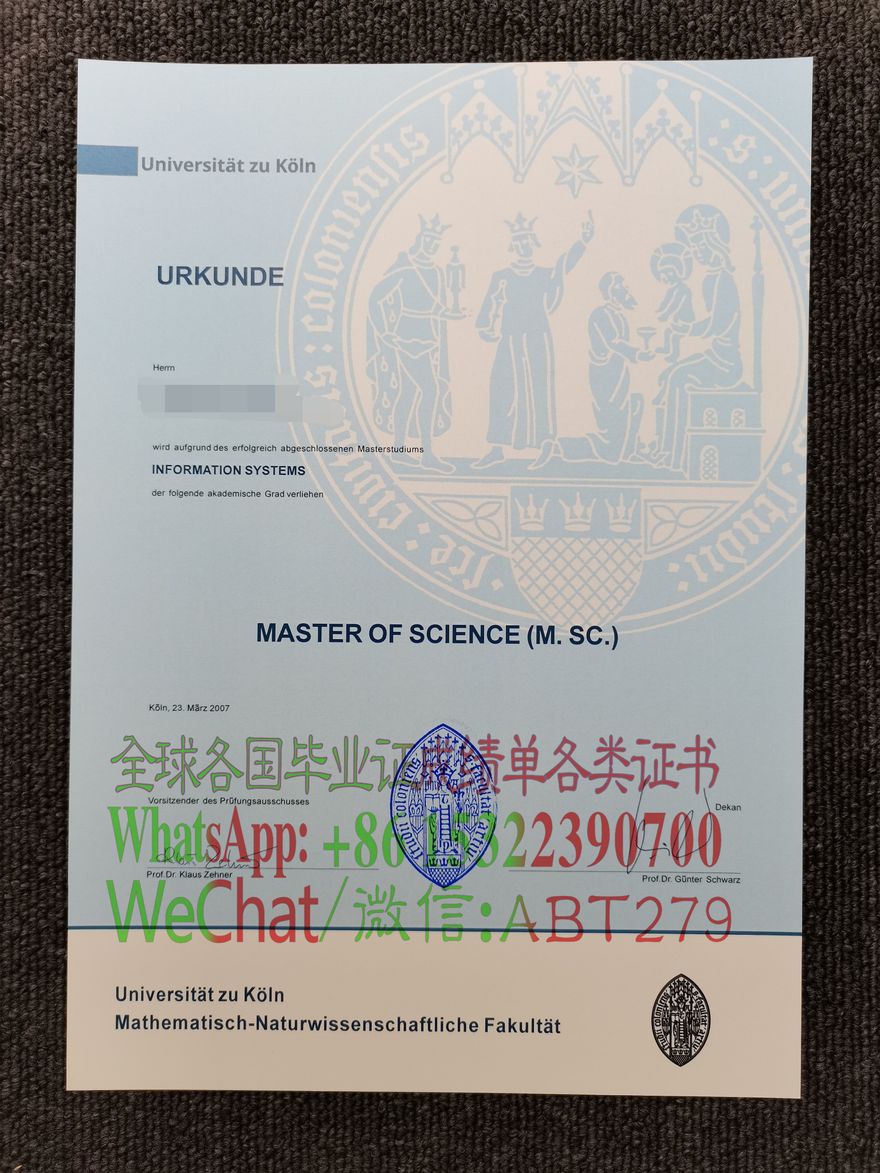 Universität zu Köln
URKUNDE
Herrn
wird aufgrund des erfolgreich abgeschlossenen Masterstudiums
INFORMATION SYSTEMS
der folgende akademische Grad verliehen
MASTER OF SCIENCE (M. SC.)
Köln, 23. März 2007
全球各国毕业证成绩单各类证书
Vorsitzender des Prüfungsausschusses
Dekan
WhatsApp: +86 15322390700
Prof.Dr. Klaus Zehner
Prof.Dr. Günter Schwarz
WeChat/微信:ABT279
Universität zu Köln
Mathematisch-Naturwissenschaftliche Fakultät